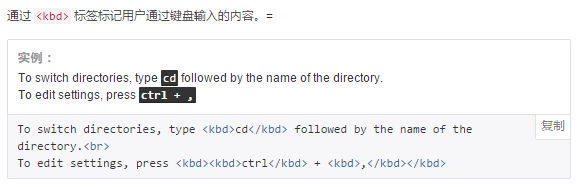 通过 <kbd> 标签标记用户通过键盘输入的内容。=
实例：
To switch directories, type cd followed by the name of the directory.
To edit settings, press ctrl + ,
复制
To switch directories, type <kbd>cd</kbd> followed by the name of the
directory.<br>
To edit settings, press <kbd><kbd>ctrl</kbd> + <kbd>,</kbd></kbd>